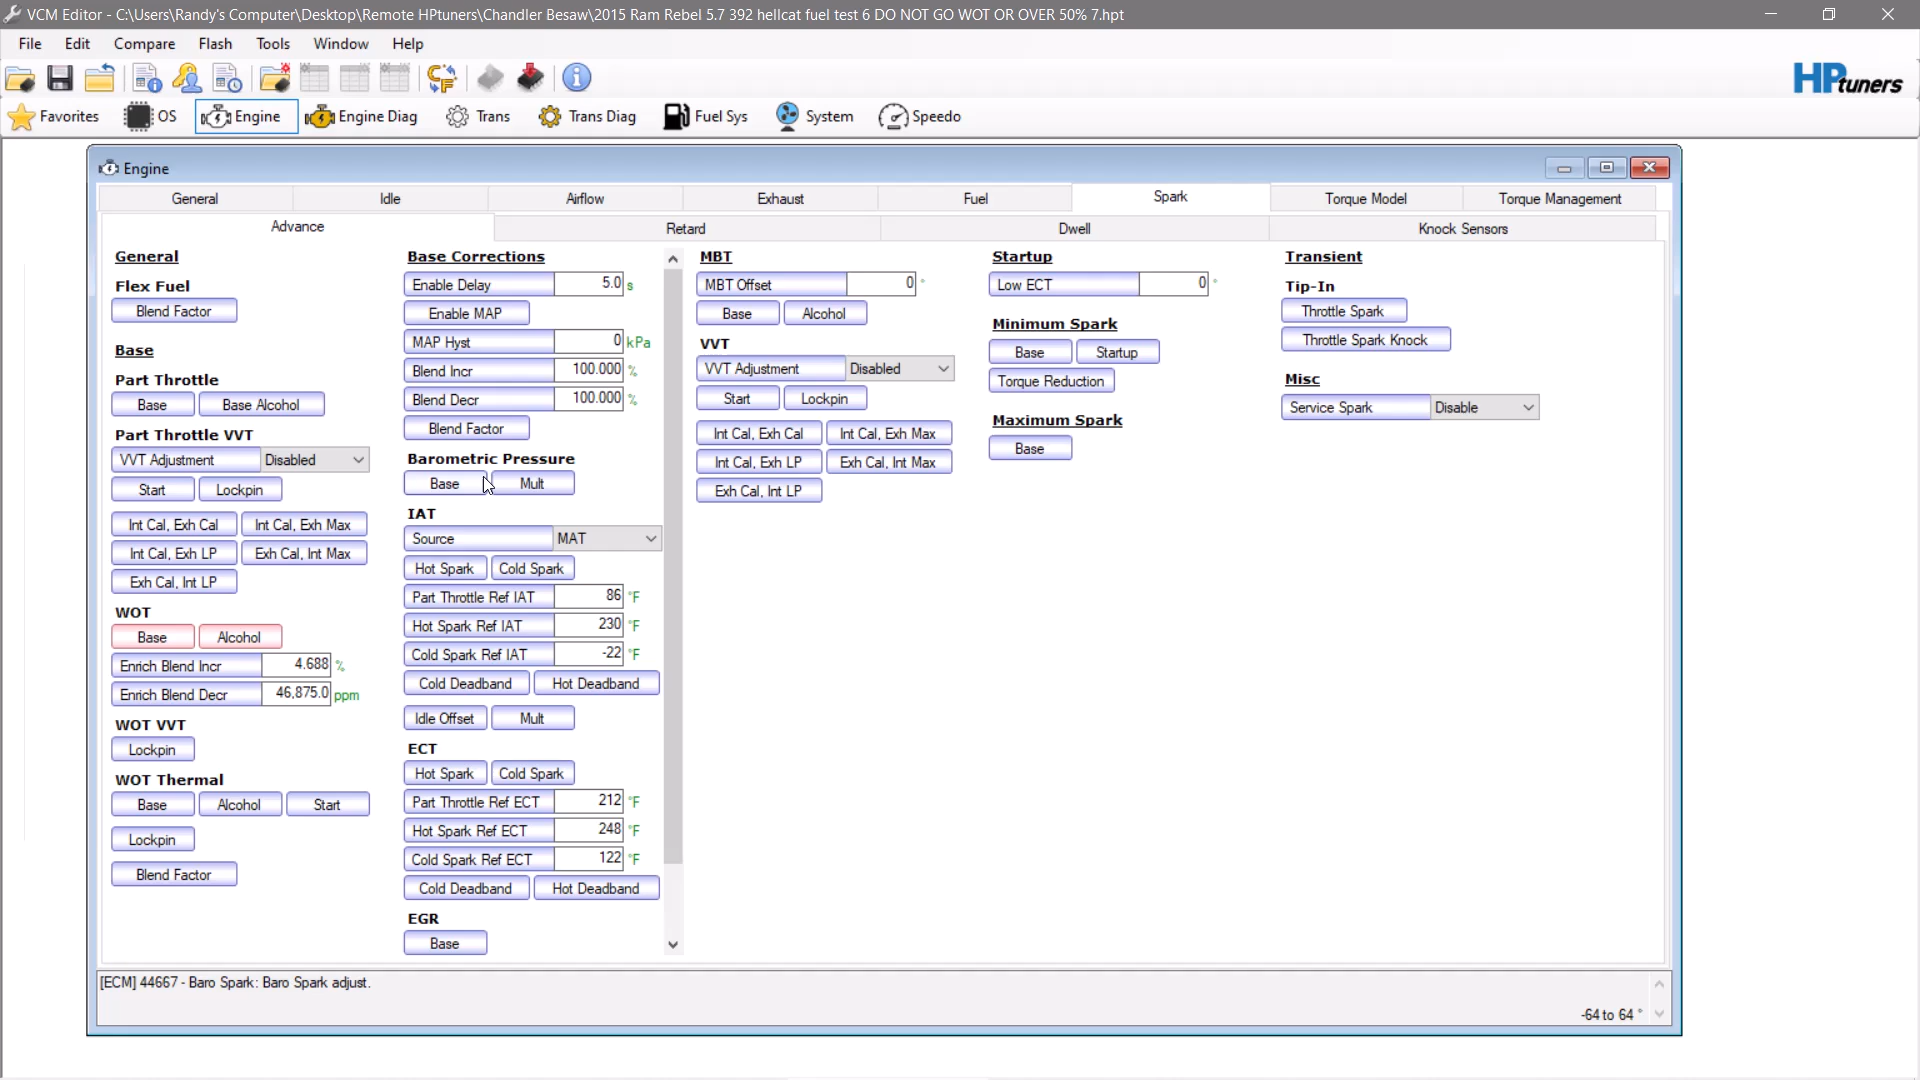 VCM Editor - C:\Users\Randy's Computer\Desktop\Remote HPtuners\Chandler Besaw\2015 Ram Rebel 5.7 392 hellcat fuel test 6 DO NOT GO WOT OR OVER 50% 7.hpt
File Edit Compare Flash Tools Window Help
HPtuners
Favorites OS Engine Engine Diag Trans Trans Diag Fuel Sys System Speedo
Engine
General Idle Airflow Exhaust Fuel Spark Torque Model Torque Management
Advance Retard Dwell Knock Sensors
General
Flex Fuel
Blend Factor
Base
Part Throttle
Base Base Alcohol
Part Throttle VVT
VVT Adjustment Disabled
Start Lockpin
Int Cal, Exh Cal Int Cal, Exh Max
Int Cal, Exh LP Exh Cal, Int Max
Exh Cal, Int LP
WOT
Base Alcohol
Enrich Blend Incr 4.688 %
Enrich Blend Decr 46,875.0 ppm
WOT VVT
Lockpin
WOT Thermal
Base Alcohol Start
Lockpin
Blend Factor
Base Corrections
Enable Delay 5.0 s
Enable MAP
MAP Hyst 0 kPa
Blend Incr 100.000 %
Blend Decr 100.000 %
Blend Factor
Barometric Pressure
Base Mult
IAT
Source MAT
Hot Spark Cold Spark
Part Throttle Ref IAT 86 °F
Hot Spark Ref IAT 230 °F
Cold Spark Ref IAT -22 °F
Cold Deadband Hot Deadband
Idle Offset Mult
ECT
Hot Spark Cold Spark
Part Throttle Ref ECT 212 °F
Hot Spark Ref ECT 248 °F
Cold Spark Ref ECT 122 °F
Cold Deadband Hot Deadband
EGR
Base
MBT
MBT Offset 0 °
Base Alcohol
VVT
VVT Adjustment Disabled
Start Lockpin
Int Cal, Exh Cal Int Cal, Exh Max
Int Cal, Exh LP Exh Cal, Int Max
Exh Cal, Int LP
Startup
Low ECT 0 °
Minimum Spark
Base Startup
Torque Reduction
Maximum Spark
Base
Transient
Tip-In
Throttle Spark
Throttle Spark Knock
Misc
Service Spark Disable
[ECM] 44667 - Baro Spark: Baro Spark adjust.
-64 to 64 °